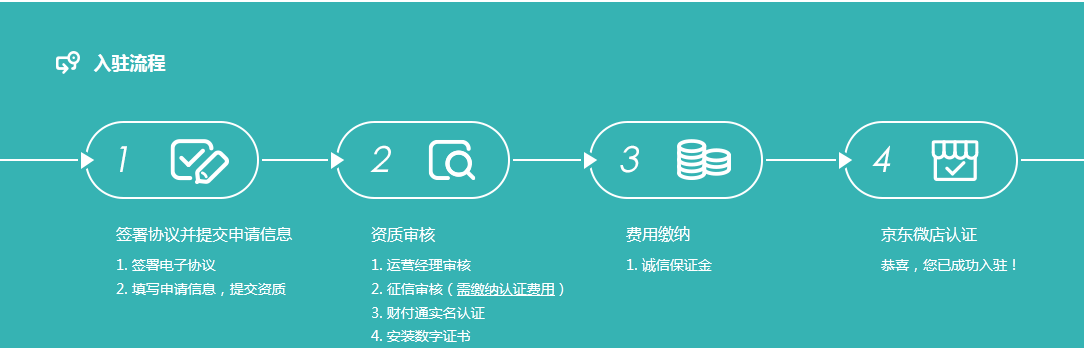 入驻流程
1
2
3
4
签署协议并提交申请信息
1. 签署电子协议
2. 填写申请信息，提交资质
资质审核
1. 运营经理审核
2. 征信审核（需缴纳认证费用）
3. 财付通实名认证
4. 安装数字证书
费用缴纳
1. 诚信保证金
京东微店认证
恭喜，您已成功入驻！